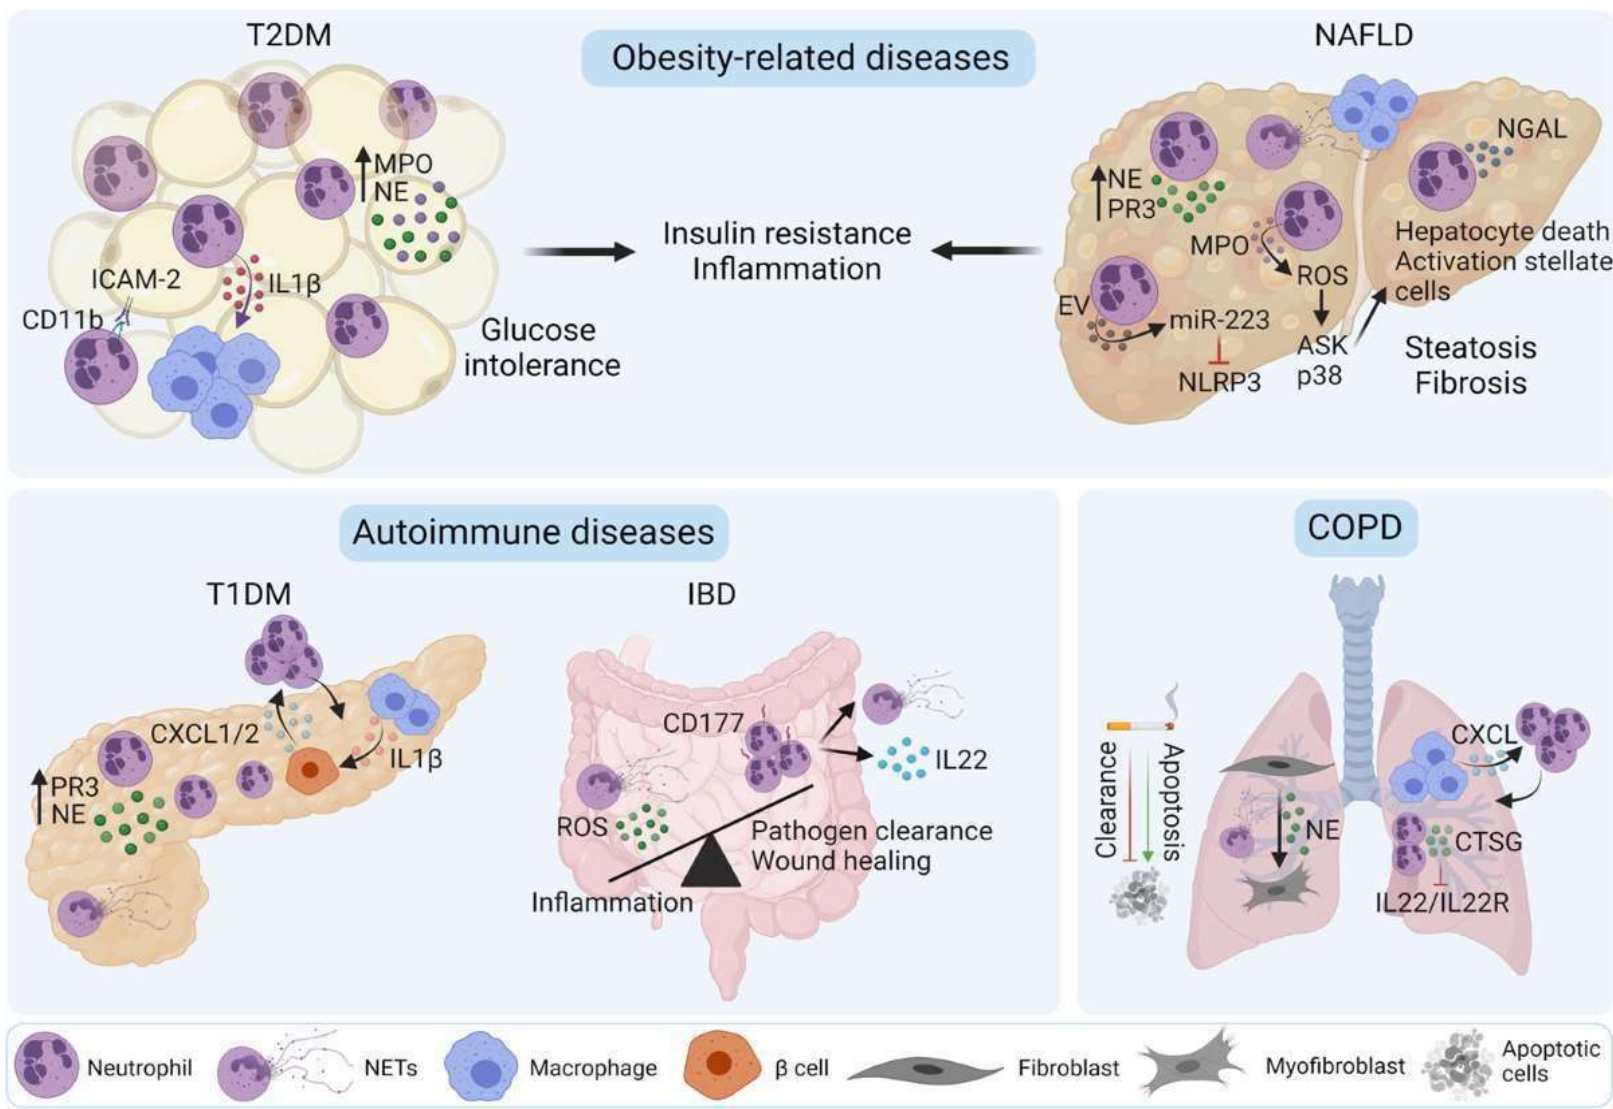 Obesity-related diseases
T2DM
MPO
NE
ICAM-2
IL1β
CD11b
Glucose
intolerance
Insulin resistance
Inflammation
NAFLD
NGAL
NE
PR3
MPO
ROS
EV
miR-223
NLRP3
ASK
p38
Hepatocyte death
Activation stellate
cells
Steatosis
Fibrosis
Autoimmune diseases
T1DM
CXCL1/2
IL1β
PR3
NE
IBD
CD177
IL22
ROS
Pathogen clearance
Wound healing
Inflammation
COPD
Clearance
Apoptosis
NE
CXCL
CTSG
IL22/IL22R
Neutrophil
NETs
Macrophage
β cell
Fibroblast
Myofibroblast
Apoptotic
cells